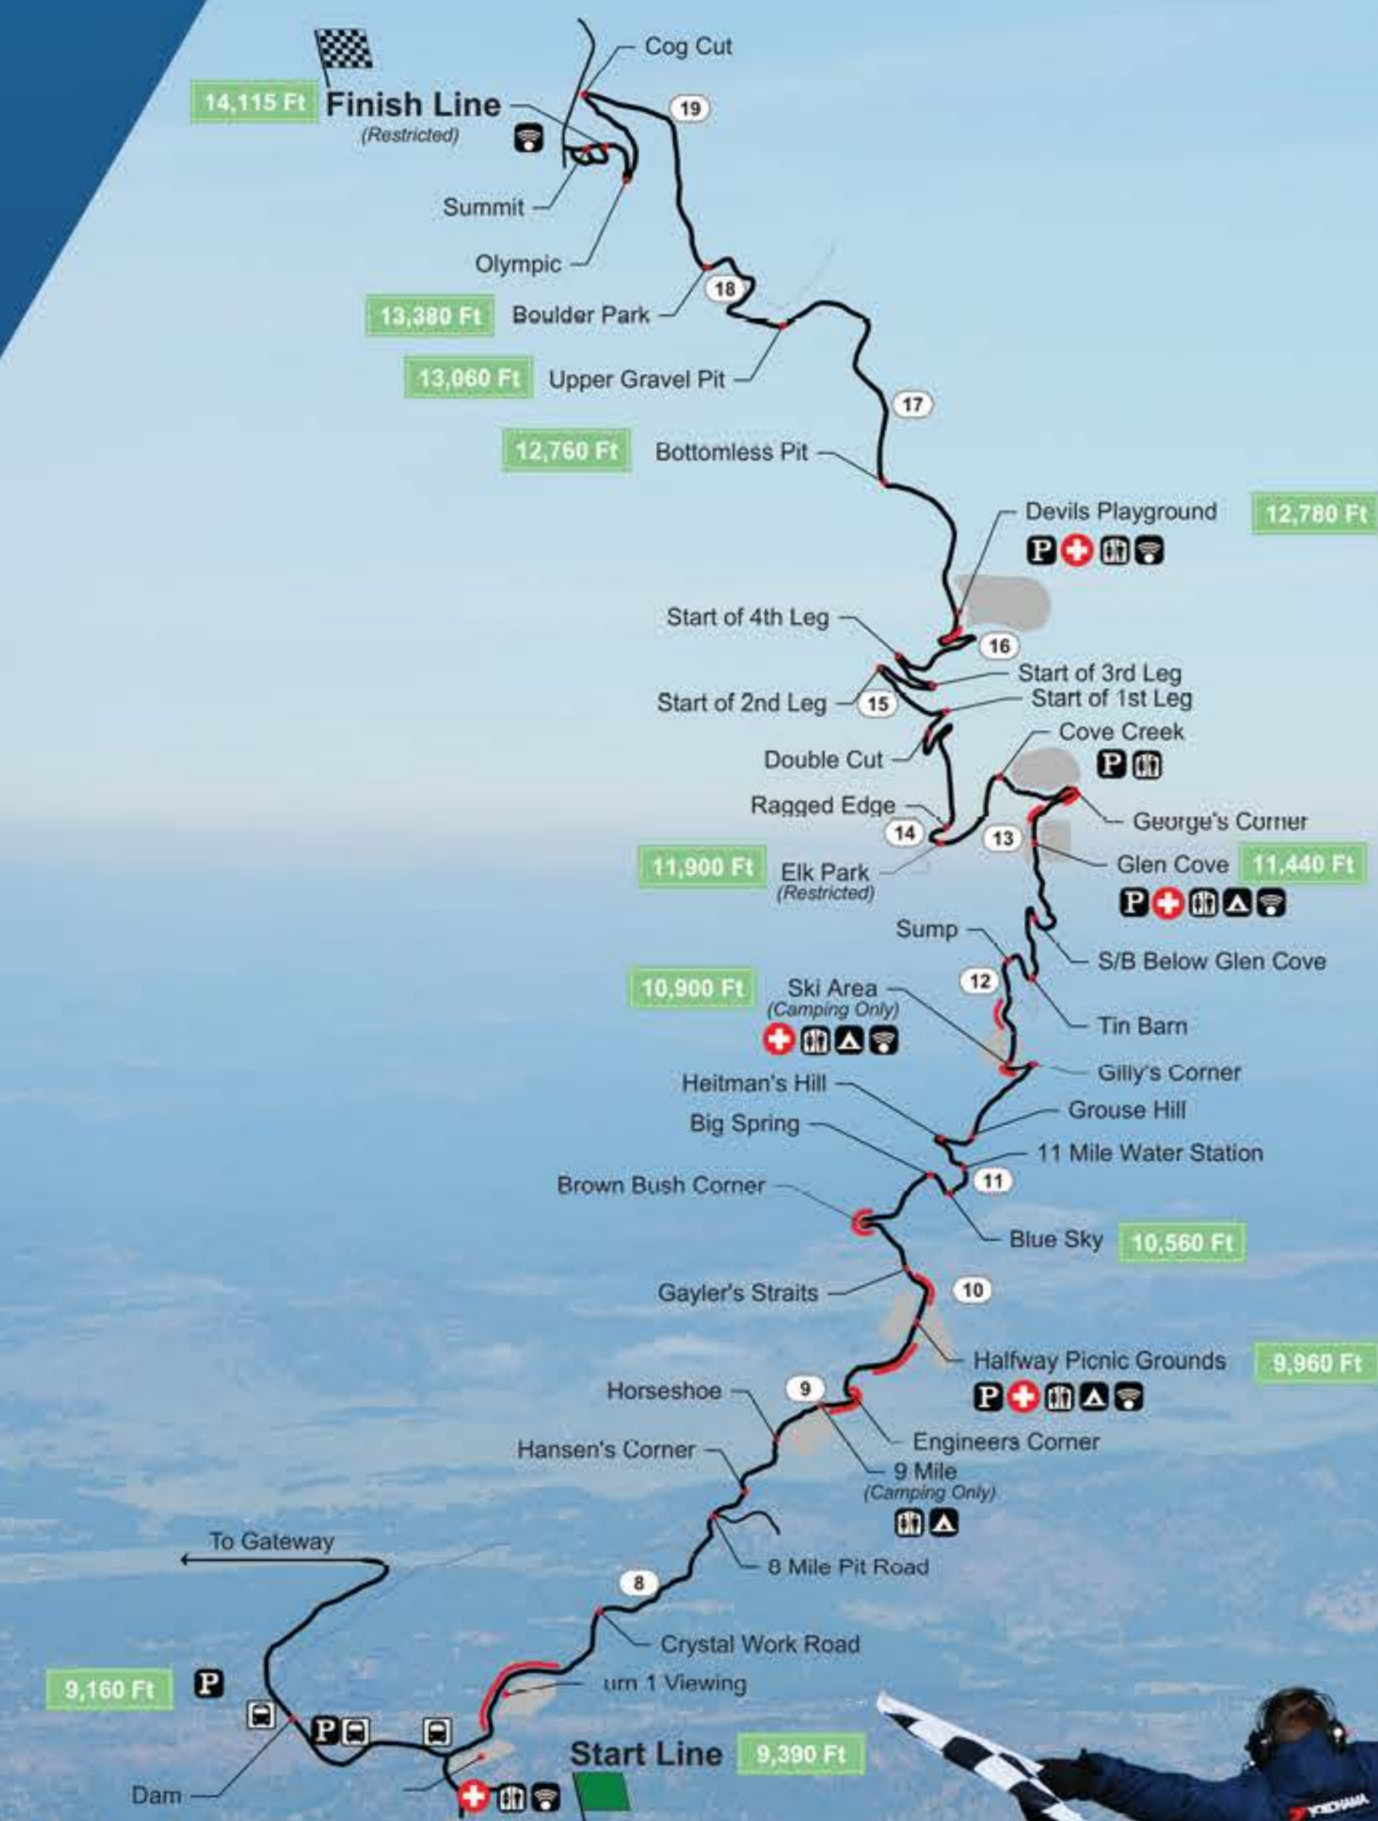 Cog Cut
19
14,115 Ft Finish Line
(Restricted)
Summit
Olympic
18
13,380 Ft Boulder Park
13,060 Ft Upper Gravel Pit
17
12,760 Ft Bottomless Pit
Devils Playground 12,780 Ft
P
Start of 4th Leg
16
Start of 3rd Leg
Start of 2nd Leg 15
Start of 1st Leg
Cove Creek
Double Cut
P
Ragged Edge
George's Corner
14
13
11,900 Ft Elk Park
(Restricted)
Glen Cove 11,440 Ft
P
Sump
S/B Below Glen Cove
12
10,900 Ft Ski Area
(Camping Only)
Tin Barn
Gilly's Corner
Heitman's Hill
Grouse Hill
Big Spring
11 Mile Water Station
11
Brown Bush Corner
Blue Sky 10,560 Ft
Gayler's Straits
10
Halfway Picnic Grounds 9,960 Ft
P
Horseshoe
9
Engineers Corner
Hansen's Corner
9 Mile
(Camping Only)
To Gateway
8 Mile Pit Road
8
Crystal Work Road
9,160 Ft P
urn 1 Viewing
P
Start Line 9,390 Ft
Dam
YOKOHAMA